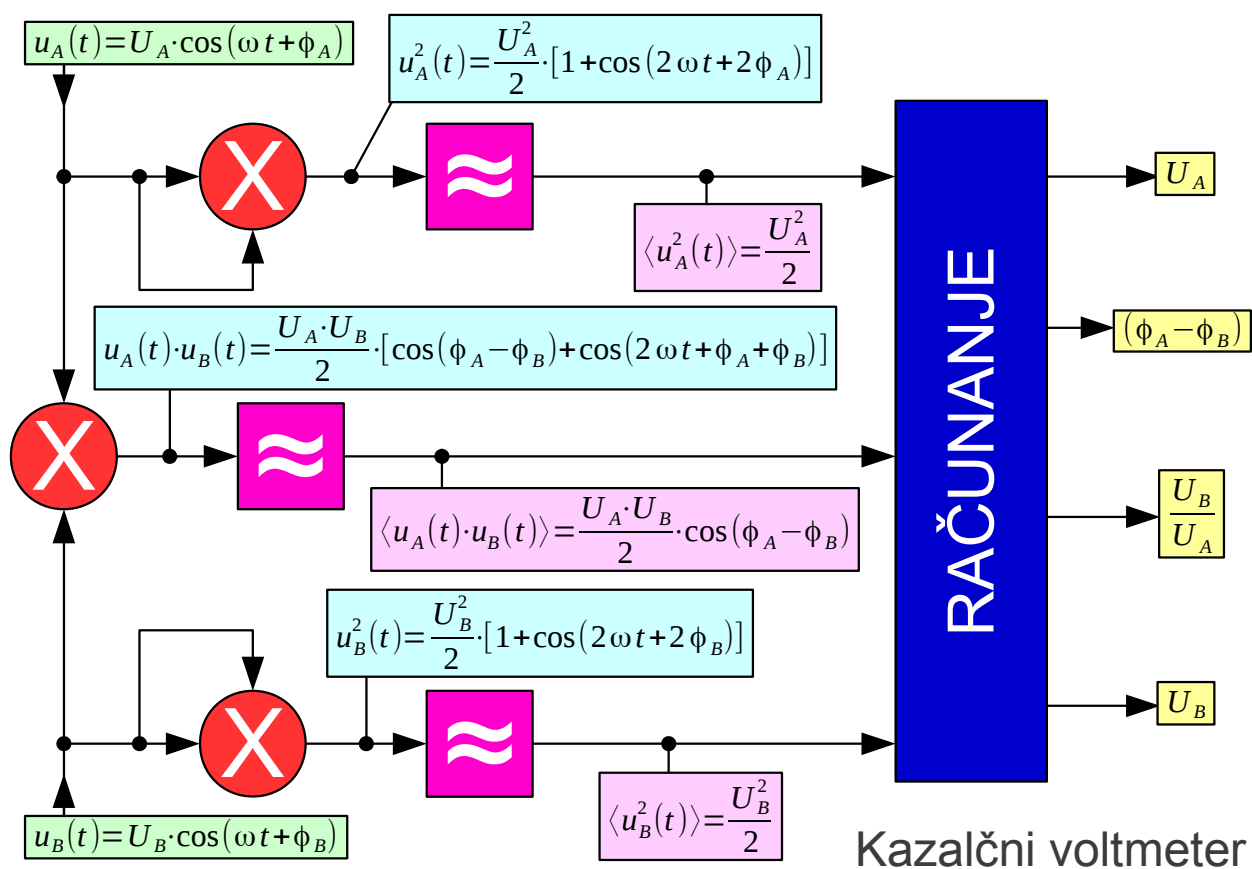 u_A(t)=U_A·cos(ωt+ϕ_A)
u_A^2(t)=U_A^2/2·[1+cos(2ωt+2ϕ_A)]
X
≈
U_A
⟨u_A^2(t)⟩=U_A^2/2
RAČUNANJE
(ϕ_A−ϕ_B)
u_A(t)·u_B(t)=U_A·U_B/2·[cos(ϕ_A−ϕ_B)+cos(2ωt+ϕ_A+ϕ_B)]
X
≈
⟨u_A(t)·u_B(t)⟩=U_A·U_B/2·cos(ϕ_A−ϕ_B)
U_B/U_A
u_B^2(t)=U_B^2/2·[1+cos(2ωt+2ϕ_B)]
X
≈
U_B
⟨u_B^2(t)⟩=U_B^2/2
u_B(t)=U_B·cos(ωt+ϕ_B)
Kazalčni voltmeter